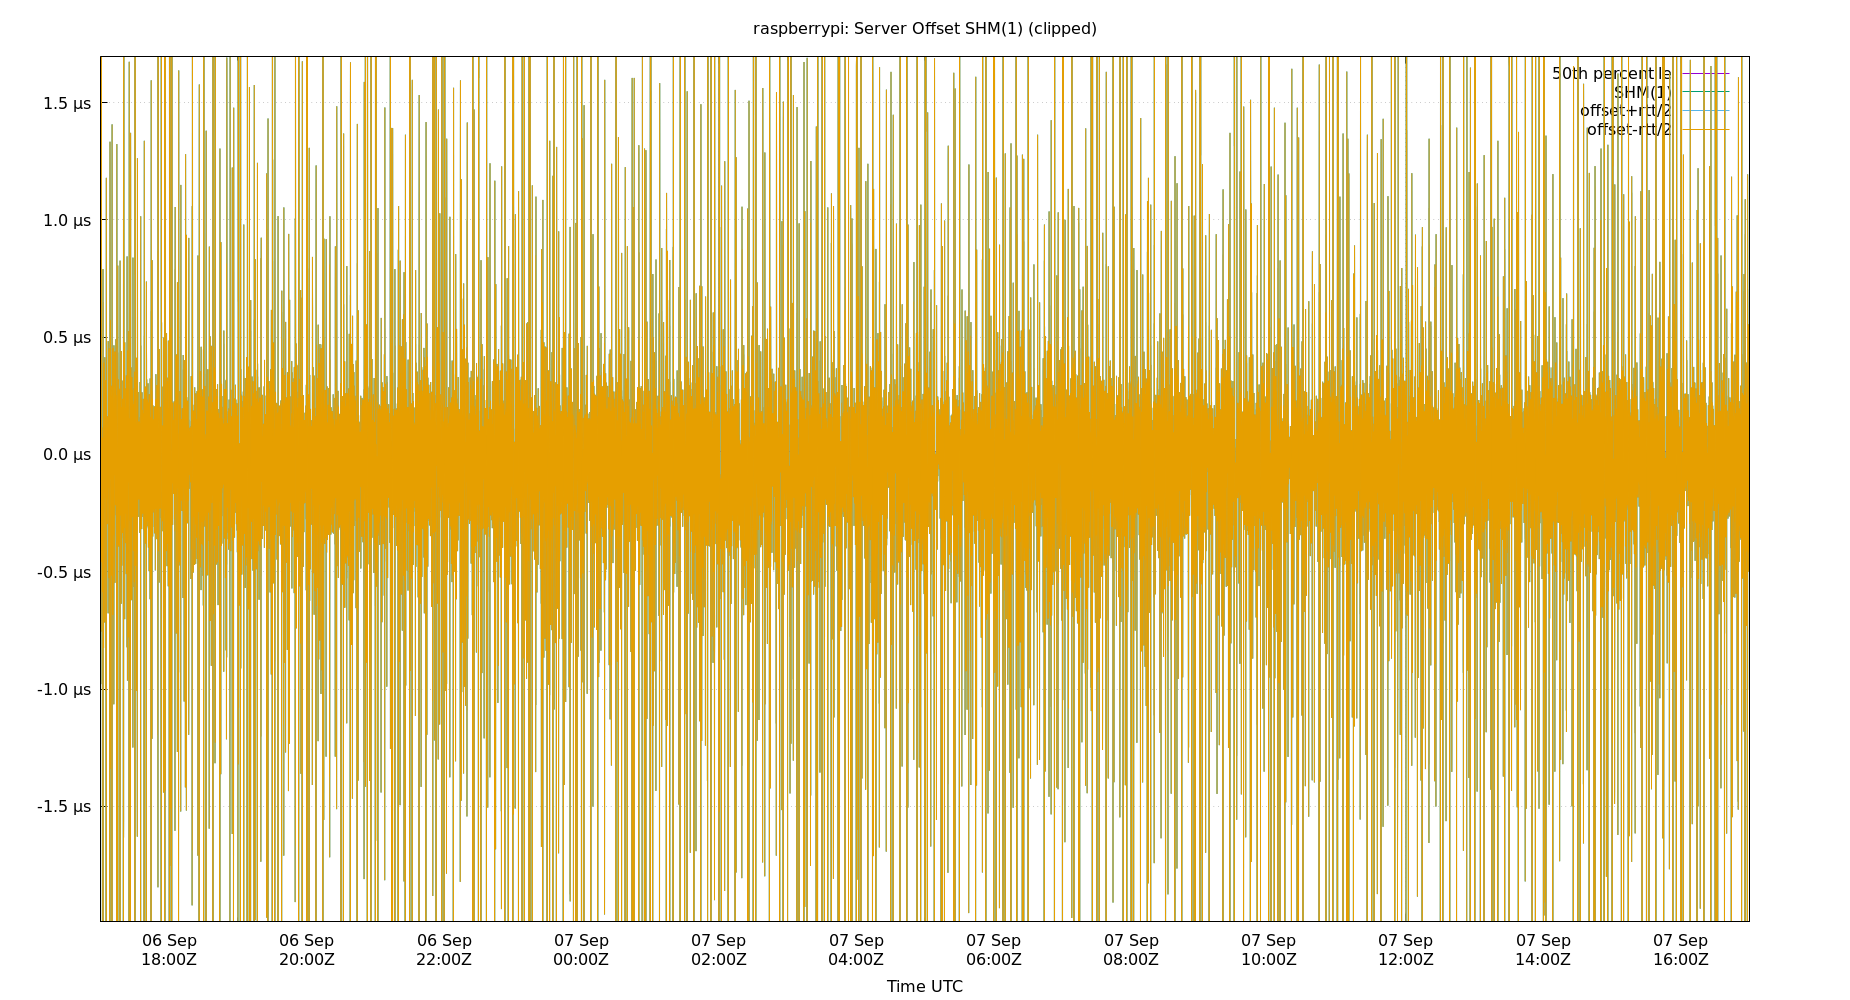 raspberrypi: Server Offset SHM(1) (clipped)
50th percentile
SHM(1)
offset+rtt/2
offset-rtt/2
1.5 µs
1.0 µs
0.5 µs
0.0 µs
-0.5 µs
-1.0 µs
-1.5 µs
06 Sep 06 Sep 06 Sep 07 Sep 07 Sep 07 Sep 07 Sep 07 Sep 07 Sep 07 Sep 07 Sep 07 Sep
18:00Z 20:00Z 22:00Z 00:00Z 02:00Z 04:00Z 06:00Z 08:00Z 10:00Z 12:00Z 14:00Z 16:00Z
Time UTC